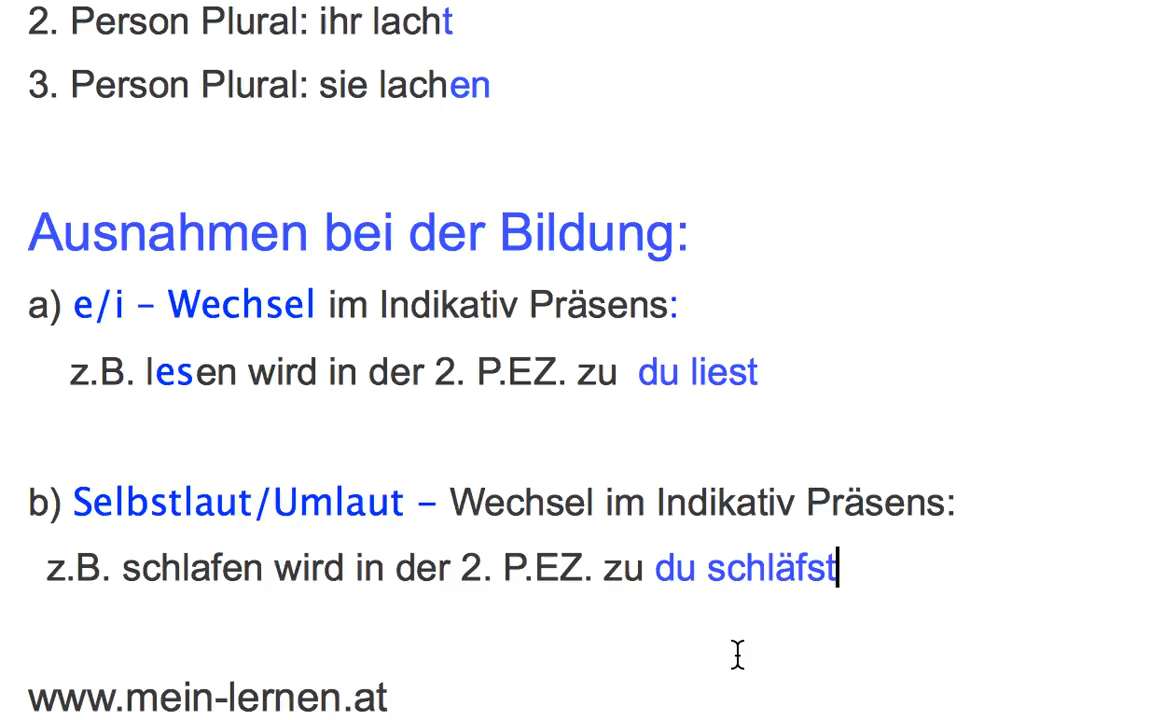 2. Person Plural: ihr lacht
3. Person Plural: sie lachen
Ausnahmen bei der Bildung:
a) e/i – Wechsel im Indikativ Präsens:
z.B. lesen wird in der 2. P.EZ. zu du liest
b) Selbstlaut/Umlaut – Wechsel im Indikativ Präsens:
z.B. schlafen wird in der 2. P.EZ. zu du schläfst
www.mein-lernen.at